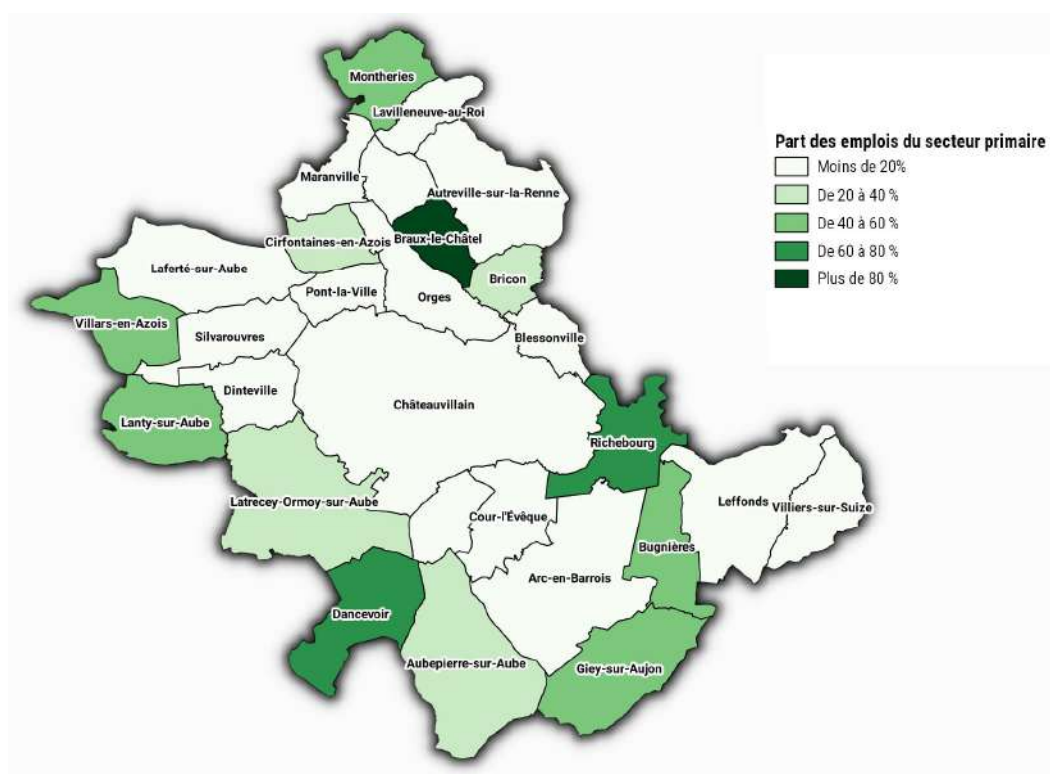 Montheries
Lavilleneuve-au-Roi
Part des emplois du secteur primaire
Moins de 20%
De 20 à 40 %
De 40 à 60 %
De 60 à 80 %
Plus de 80 %
Maranville
Autreville-sur-la-Renne
Cirfontaines-en-Azois
Braux-le-Châtel
Laferté-sur-Aube
Bricon
Pont-la-Ville
Orges
Villars-en-Azois
Silvarouvres
Blessonville
Dinteville
Châteauvillain
Lanty-sur-Aube
Richebourg
Latrecey-Ormoy-sur-Aube
Leffonds
Villiers-sur-Suize
Cour-l'Évêque
Bugnières
Arc-en-Barrois
Dancevoir
Aubepierre-sur-Aube
Giey-sur-Aujon